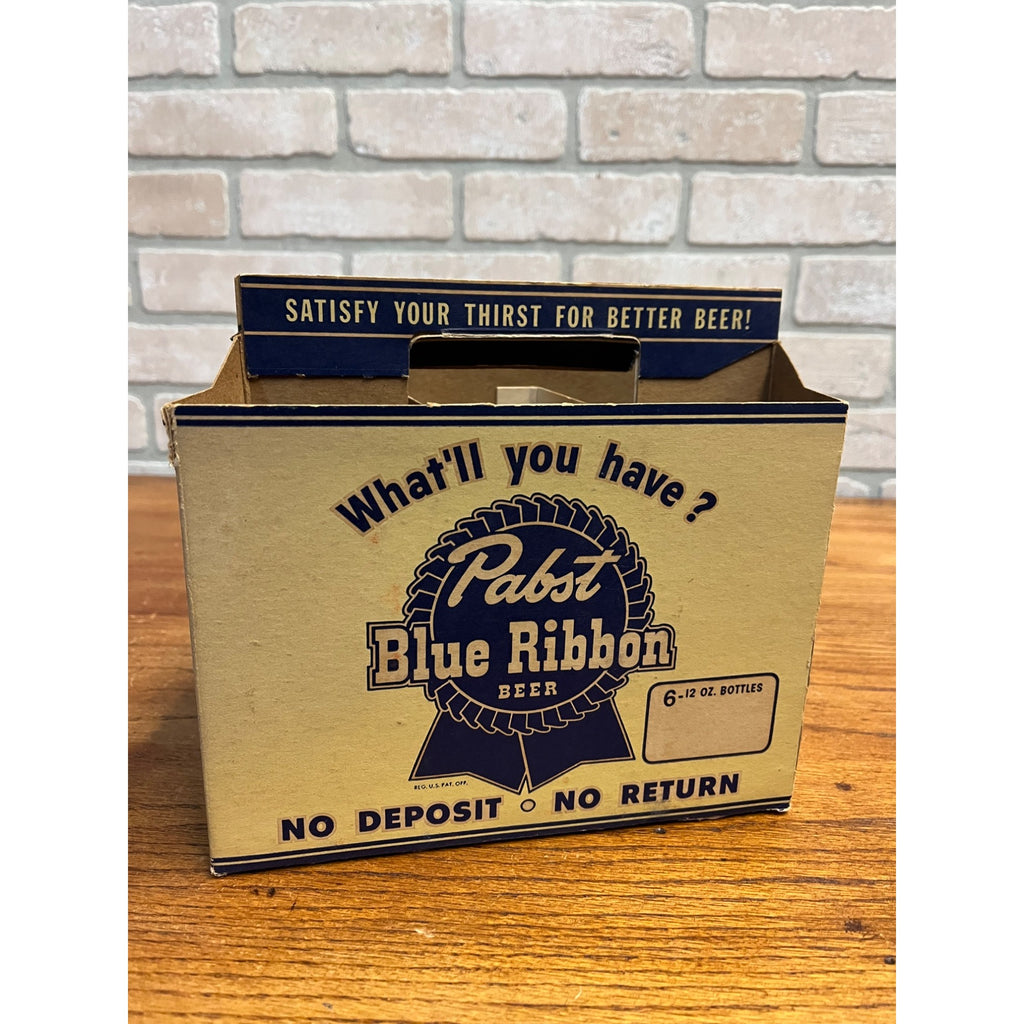 SATISFY YOUR THIRST FOR BETTER BEER!
What'll you have?
Pabst
Blue Ribbon
BEER
6-12 OZ. BOTTLES
REG. U.S. PAT. OFF.
NO DEPOSIT NO RETURN